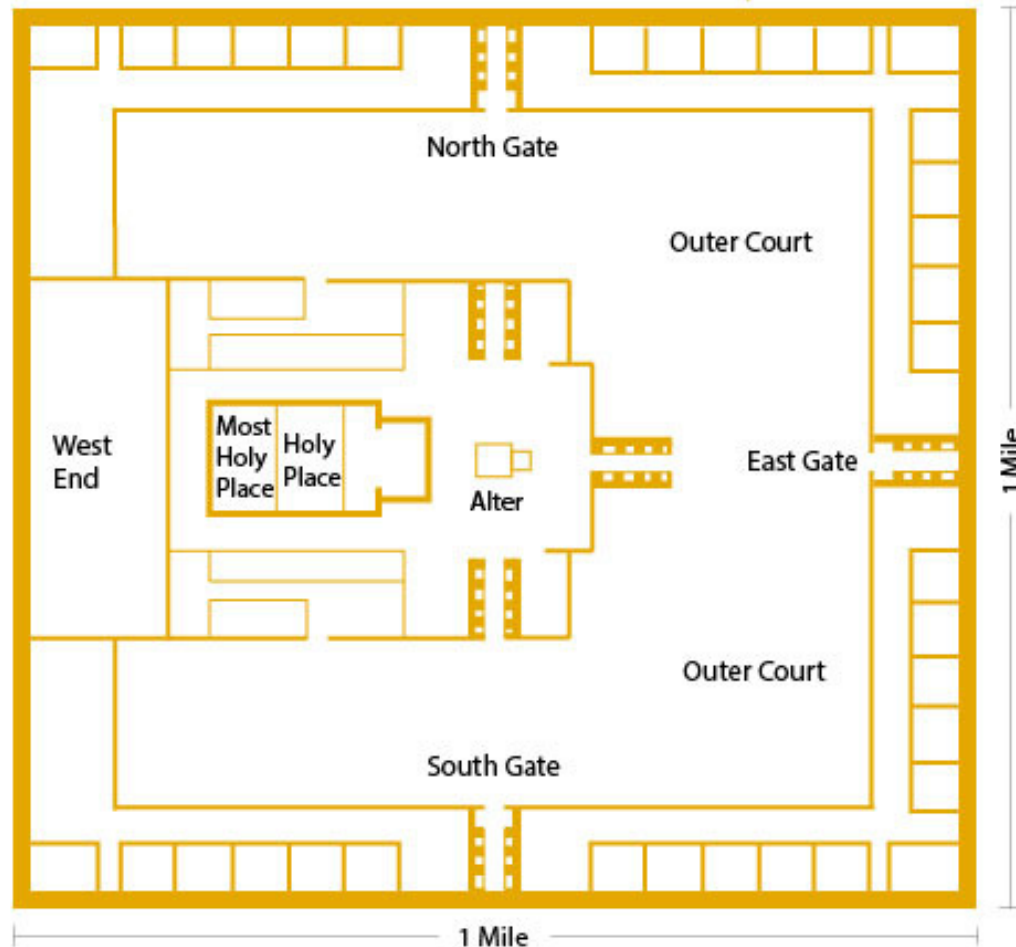 North Gate
Outer Court
West
End
Most
Holy
Place
Holy
Place
Alter
East Gate
1 Mile
Outer Court
South Gate
1 Mile